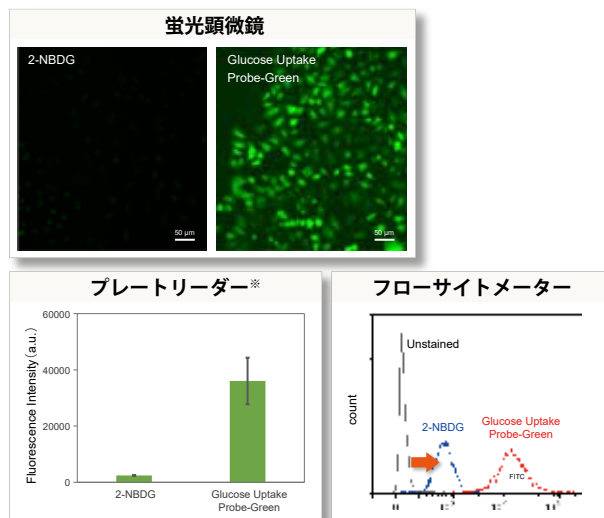 蛍光顕微鏡
2-NBDG
Glucose Uptake
Probe-Green
50 μm
50 μm
プレートリーダー※
Fluorescence Intensity(a.u.)
60000
40000
20000
0
2-NBDG
Glucose Uptake
Probe-Green
フローサイトメーター
count
Unstained
2-NBDG
Glucose Uptake
Probe-Green
FITC